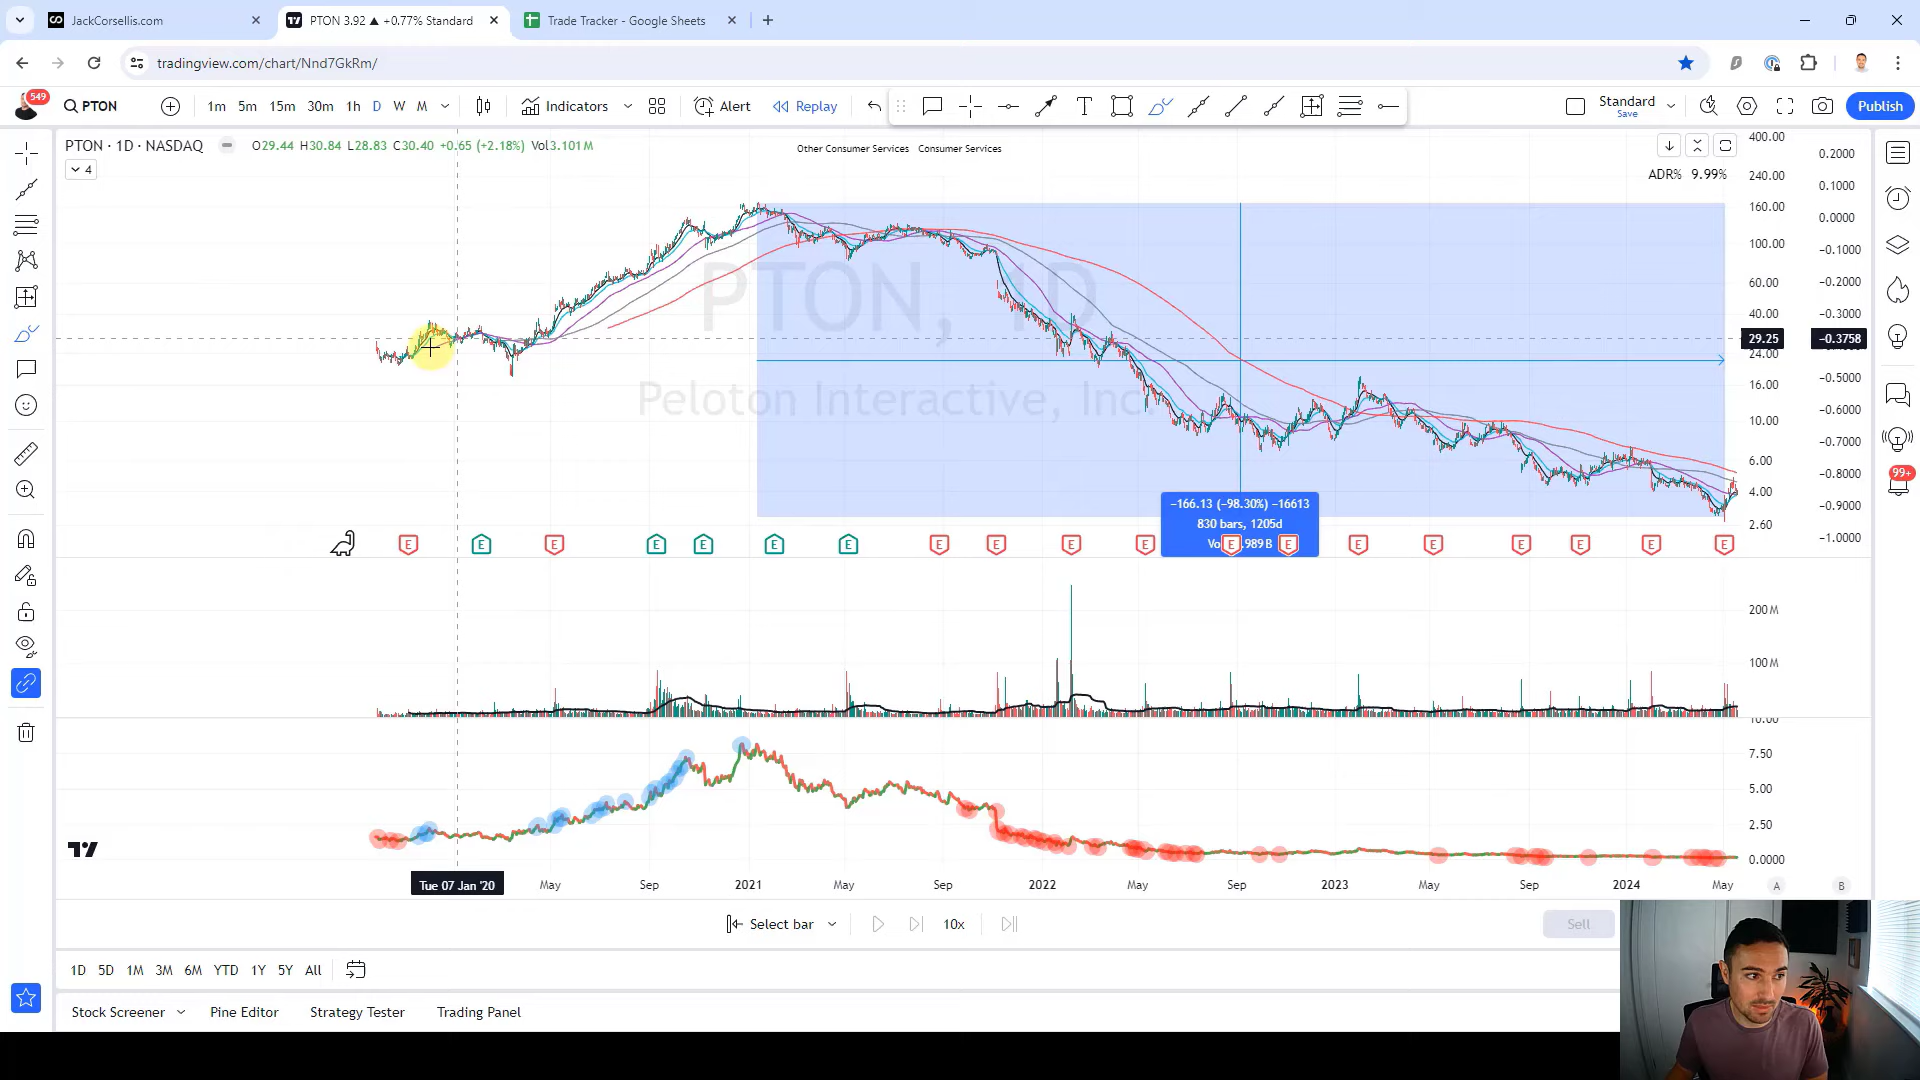 JackCorsellis.com
PTON 3.92 ▲ +0.77% Standard
Trade Tracker - Google Sheets
tradingview.com/chart/Nnd7GkRm/
549
PTON
1m 5m 15m 30m 1h D W M
Indicators
Alert
Replay
Standard
Save
Publish
PTON · 1D · NASDAQ
O29.44 H30.84 L28.83 C30.40 +0.65 (+2.18%) Vol3.101M
Other Consumer Services Consumer Services
4
ADR% 9.99%
400.00
240.00
160.00
100.00
60.00
40.00
29.25
24.00
16.00
10.00
6.00
4.00
2.60
0.2000
0.1000
0.0000
−0.1000
−0.2000
−0.3000
−0.3758
−0.5000
−0.6000
−0.7000
−0.8000
−0.9000
−1.0000
99+
PTON, 1D
Peloton Interactive, Inc.
−166.13 (−98.30%) −16613
830 bars, 1205d
E E E E E E E E E E E E E E E E E E E
200 M
100 M
10.00
7.50
5.00
2.50
0.0000
Tue 07 Jan '20 May Sep 2021 May Sep 2022 May Sep 2023 May Sep 2024 May A B
Select bar
10x
Sell
1D 5D 1M 3M 6M YTD 1Y 5Y All
Stock Screener Pine Editor Strategy Tester Trading Panel